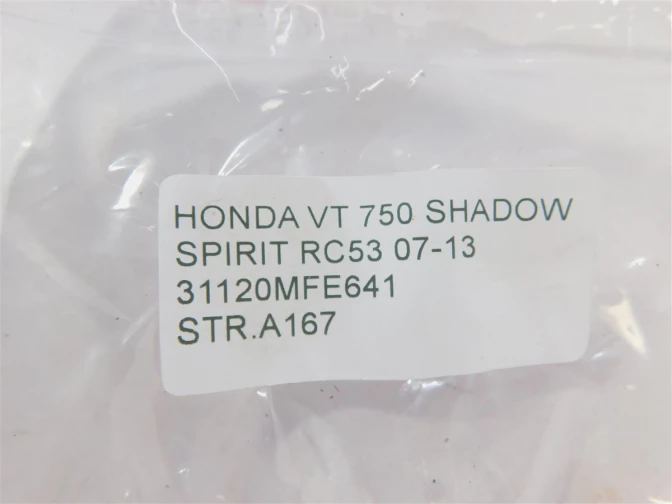 HONDA VT 750 SHADOW
SPIRIT RC53 07-13
31120MFE641
STR.A167